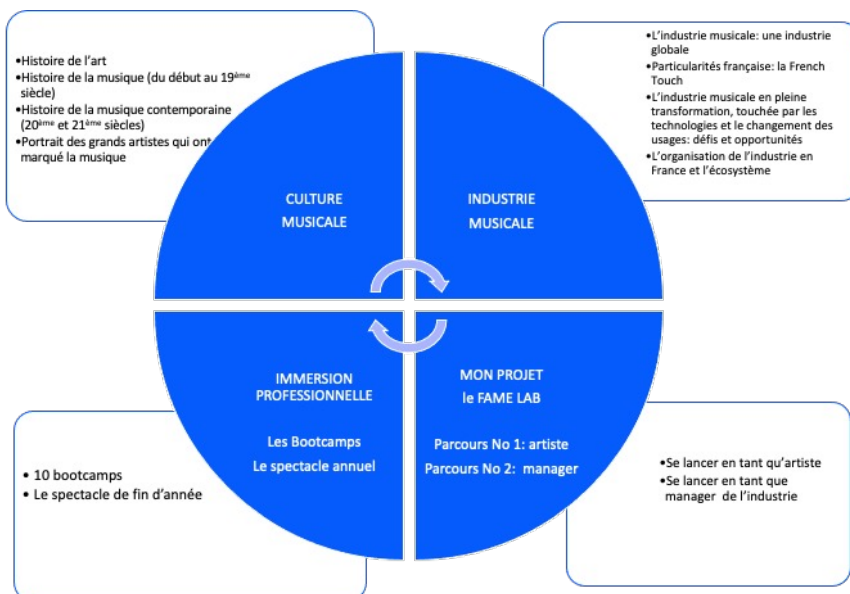 •Histoire de l'art
•Histoire de la musique (du début au 19ème
siècle)
•Histoire de la musique contemporaine
(20ème et 21ème siècles)
•Portrait des grands artistes qui ont
marqué la musique
•L'industrie musicale: une industrie
globale
•Particularités française: la French
Touch
•L'industrie musicale en pleine
transformation, touchée par les
technologies et le changement des
usages: défis et opportunités
•L'organisation de l'industrie en
France et l'écosystème
CULTURE
MUSICALE
INDUSTRIE
MUSICALE
IMMERSION
PROFESSIONNELLE
Les Bootcamps
Le spectacle annuel
MON PROJET
le FAME LAB
Parcours No 1: artiste
Parcours No 2: manager
• 10 bootcamps
• Le spectacle de fin d'année
•Se lancer en tant qu'artiste
•Se lancer en tant que
manager de l'industrie